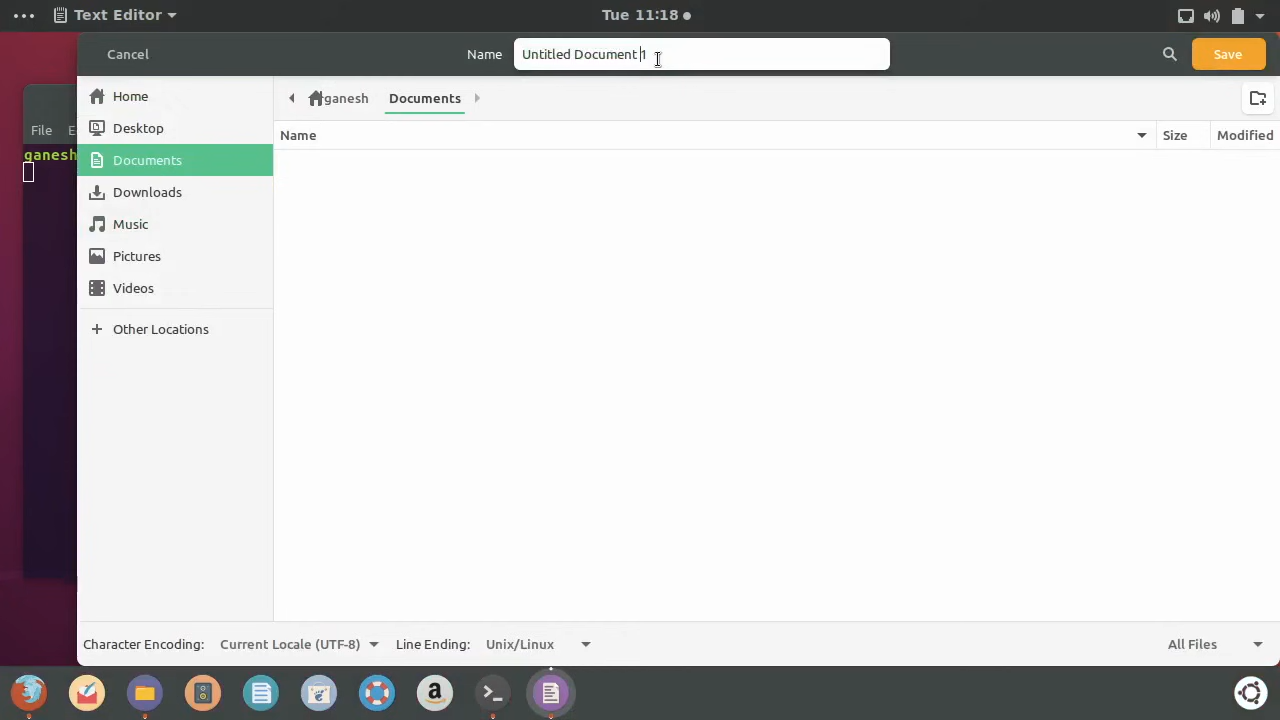 Text Editor
Tue 11:18
Cancel
Name
Untitled Document 1
Save
Home
ganesh
Documents
Desktop
Name
Size
Modified
File
E
ganesh
Documents
Downloads
Music
Pictures
Videos
Other Locations
Character Encoding:
Current Locale (UTF-8)
Line Ending:
Unix/Linux
All Files